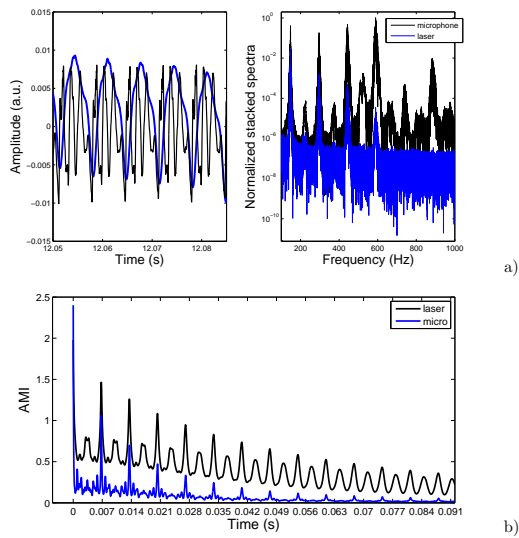 0.015
0.01
0.005
0
−0.005
−0.01
−0.015
Amplitude (a.u.)
12.05 12.06 12.07 12.08
Time (s)
10^0
10^−2
10^−4
10^−6
10^−8
10^−10
Normalized stacked spectra
microphone
laser
200 400 600 800 1000
Frequency (Hz)
a)
2.5
2
1.5
1
0.5
0
AMI
laser
micro
0 0.007 0.014 0.021 0.028 0.035 0.042 0.049 0.056 0.063 0.07 0.077 0.084 0.091
Time (s)
b)